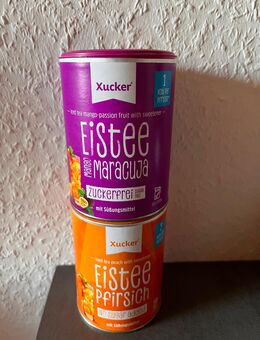 Xucker
iced tea mango-passion fruit with sweetener
Eistee
Mango
Maracuja
zuckerfrei
mit Süßungsmittel
Xucker
iced tea peach with sweetener
Eistee
Pfirsich
mit Süßungsmittel